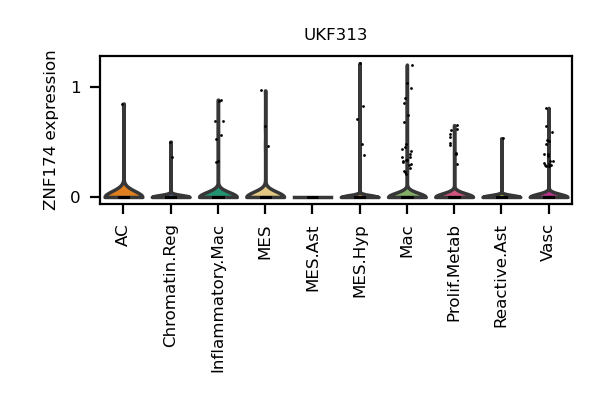 UKF313
ZNF174 expression
1
0
AC
Chromatin.Reg
Inflammatory.Mac
MES
MES.Ast
MES.Hyp
Mac
Prolif.Metab
Reactive.Ast
Vasc